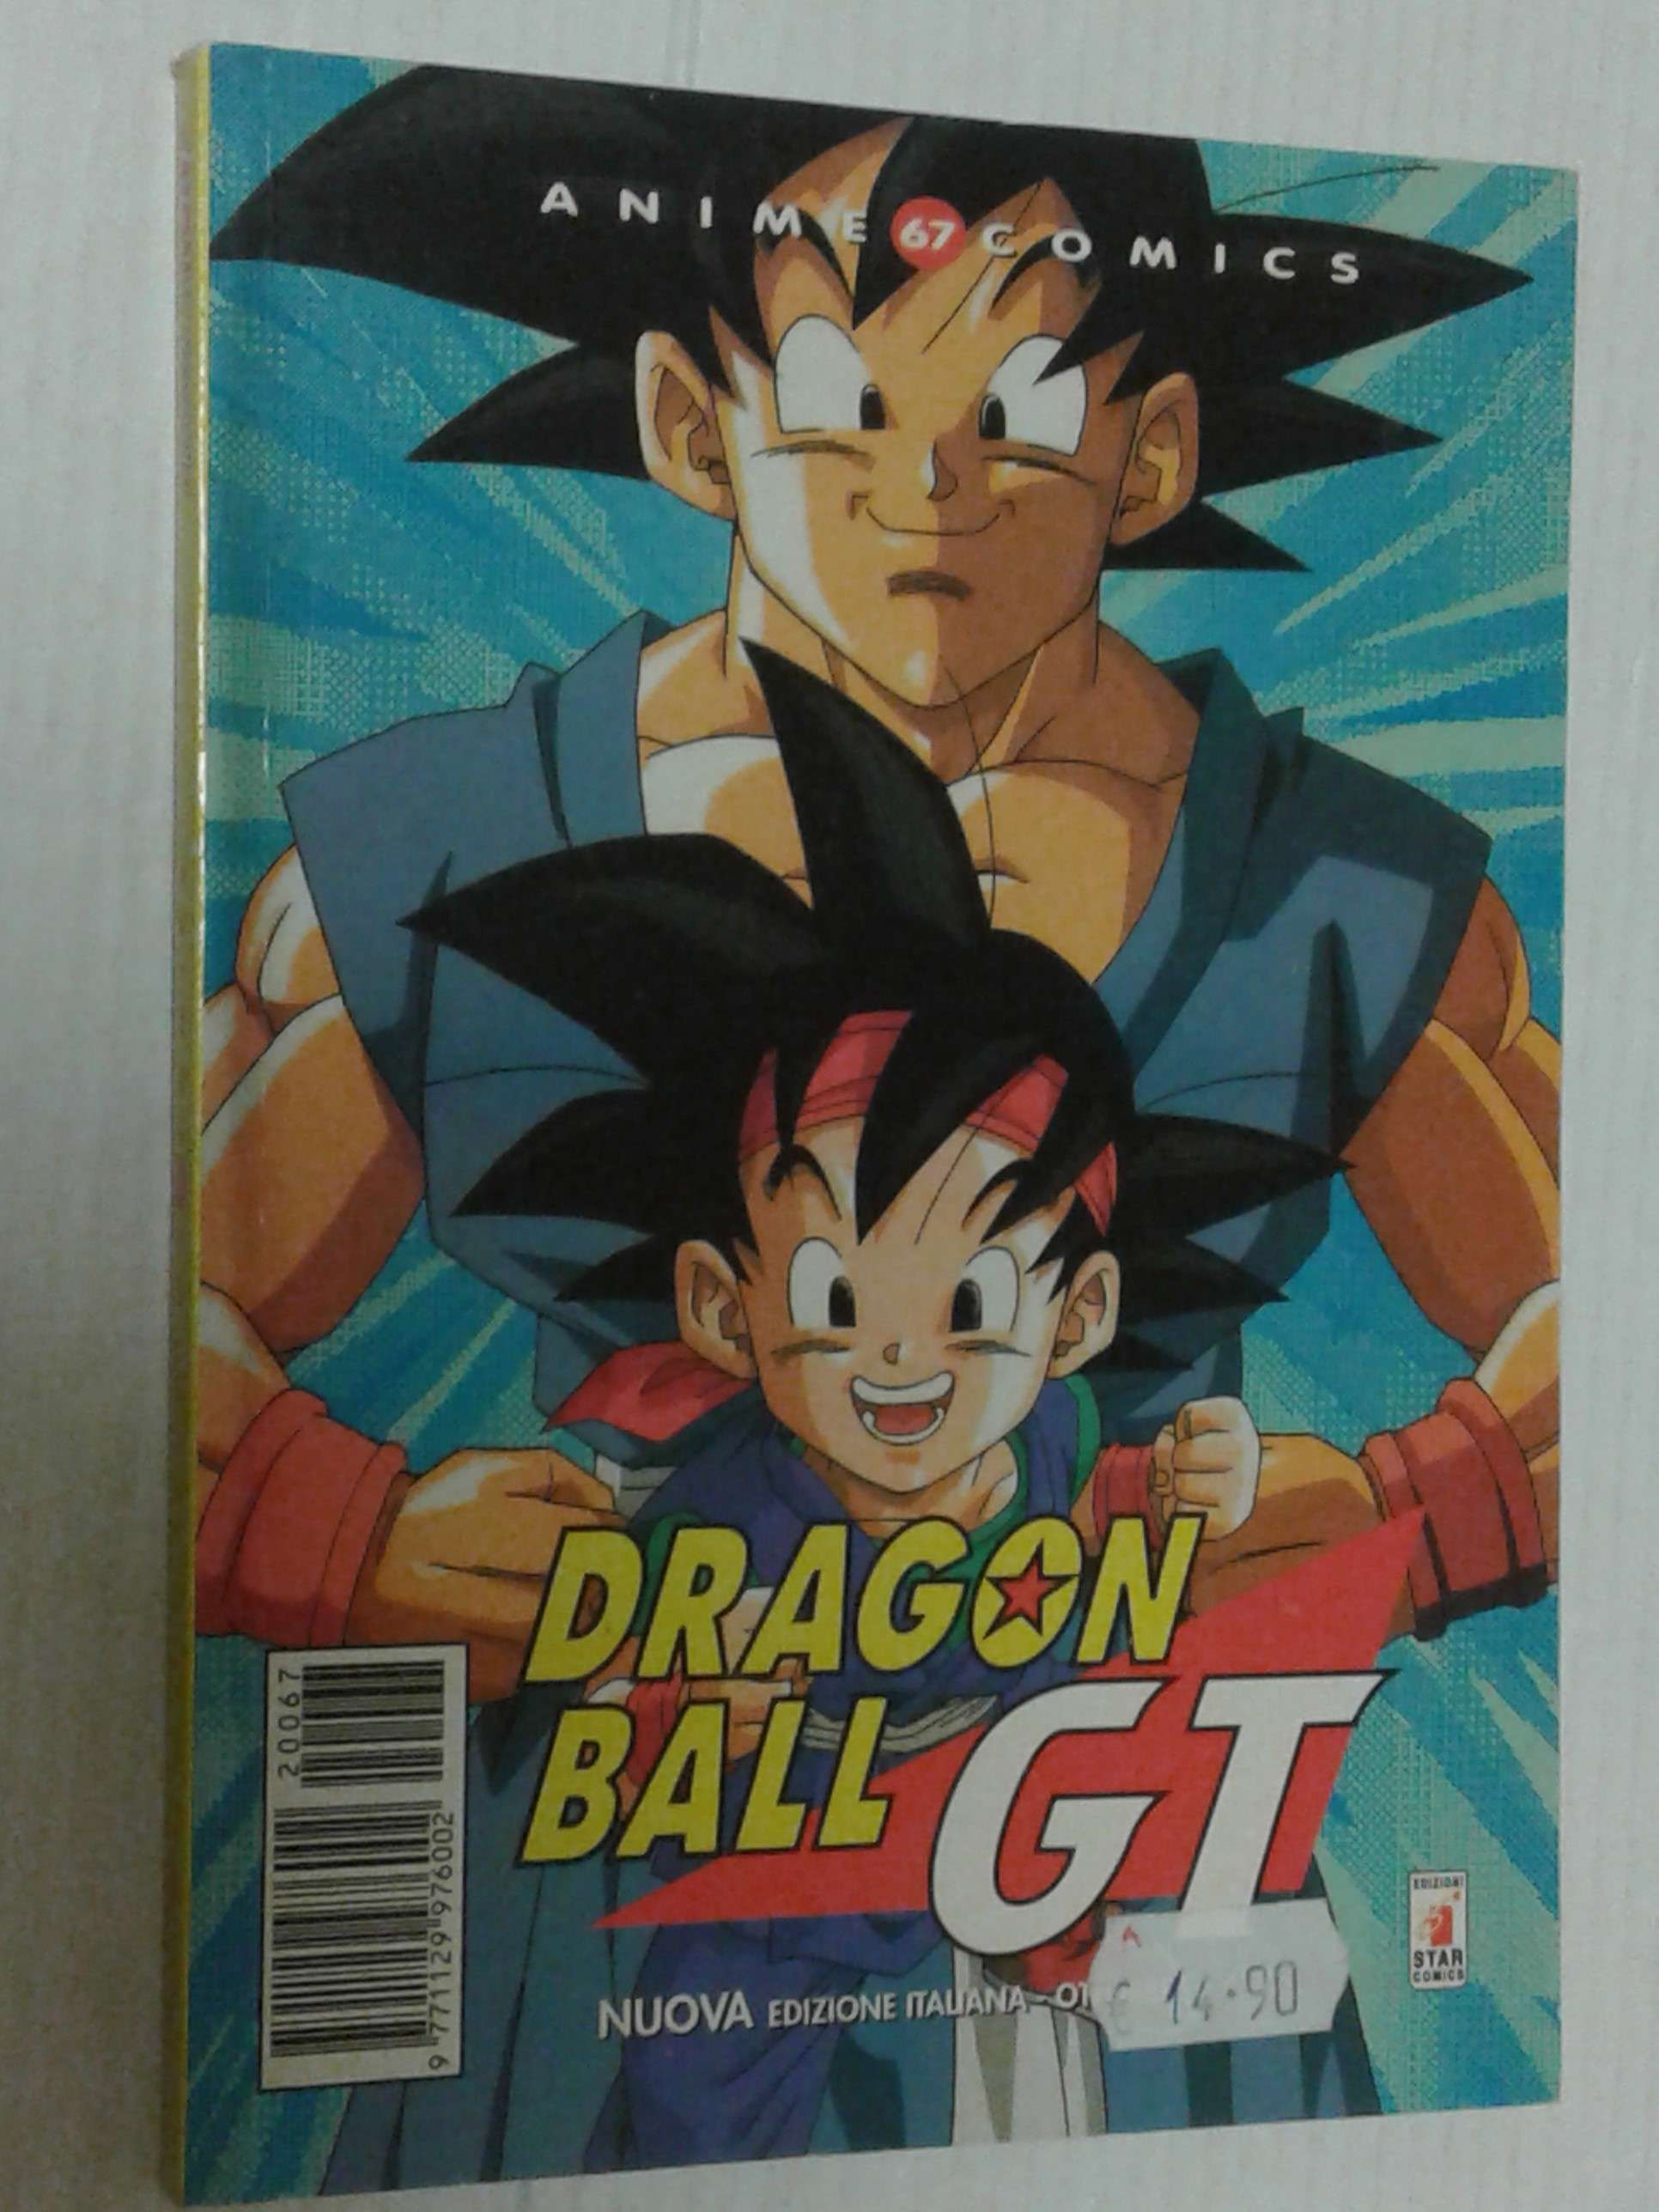 ANIME 67 COMICS
DRAGON
BALL GT
NUOVA EDIZIONE ITALIANA -
€ 14.90
EDIZIONI
STAR
COMICS
20067
9 771129 976002